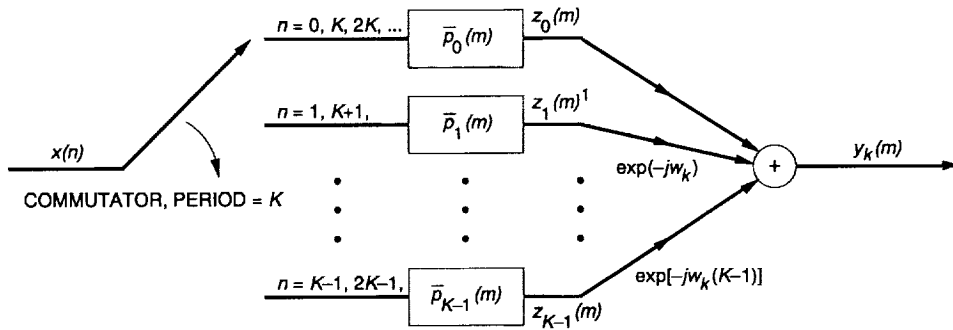 n = 0, K, 2K, ...
p̅₀(m)
z₀(m)
n = 1, K+1,
p̅₁(m)
z₁(m)¹
x(n)
COMMUTATOR, PERIOD = K
exp(–jwₖ)
+
yₖ(m)
n = K–1, 2K–1,
p̅K–1(m)
zK–1(m)
exp[–jwₖ(K–1)]